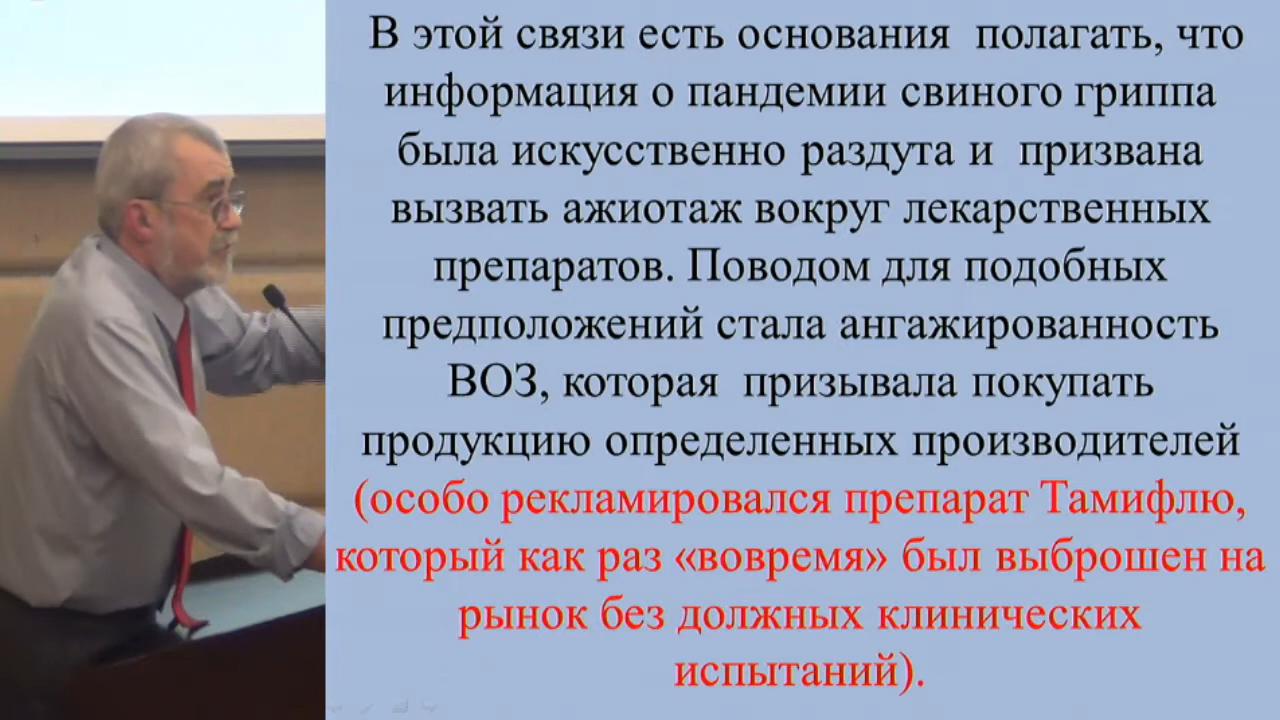 В этой связи есть основания полагать, что
информация о пандемии свиного гриппа
была искусственно раздута и призвана
вызвать ажиотаж вокруг лекарственных
препаратов. Поводом для подобных
предположений стала ангажированность
ВОЗ, которая призывала покупать
продукцию определенных производителей
(особо рекламировался препарат Тамифлю,
который как раз «вовремя» был выброшен на
рынок без должных клинических
испытаний).